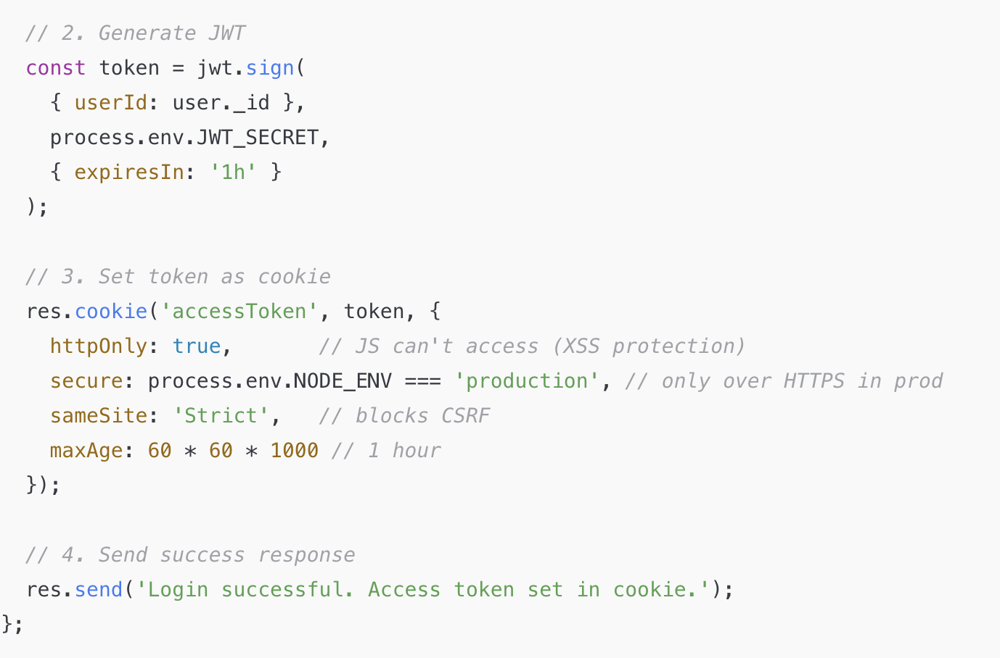 // 2. Generate JWT
const token = jwt.sign(
{ userId: user._id },
process.env.JWT_SECRET,
{ expiresIn: '1h' }
);
// 3. Set token as cookie
res.cookie('accessToken', token, {
httpOnly: true, // JS can't access (XSS protection)
secure: process.env.NODE_ENV === 'production', // only over HTTPS in prod
sameSite: 'Strict', // blocks CSRF
maxAge: 60 * 60 * 1000 // 1 hour
});
// 4. Send success response
res.send('Login successful. Access token set in cookie.');
};